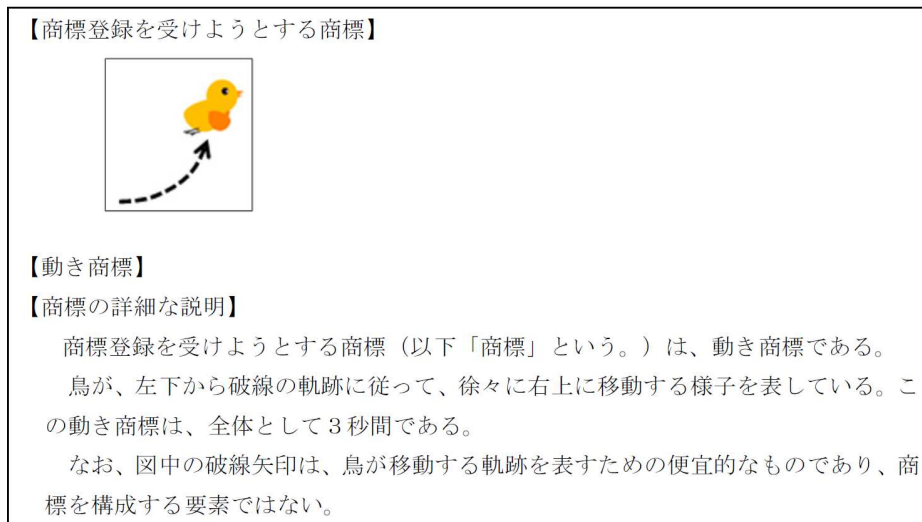 【商標登録を受けようとする商標】
【動き商標】
【商標の詳細な説明】
商標登録を受けようとする商標（以下「商標」という。）は、動き商標である。
鳥が、左下から破線の軌跡に従って、徐々に右上に移動する様子を表している。こ
の動き商標は、全体として３秒間である。
なお、図中の破線矢印は、鳥が移動する軌跡を表すための便宜的なものであり、商
標を構成する要素ではない。